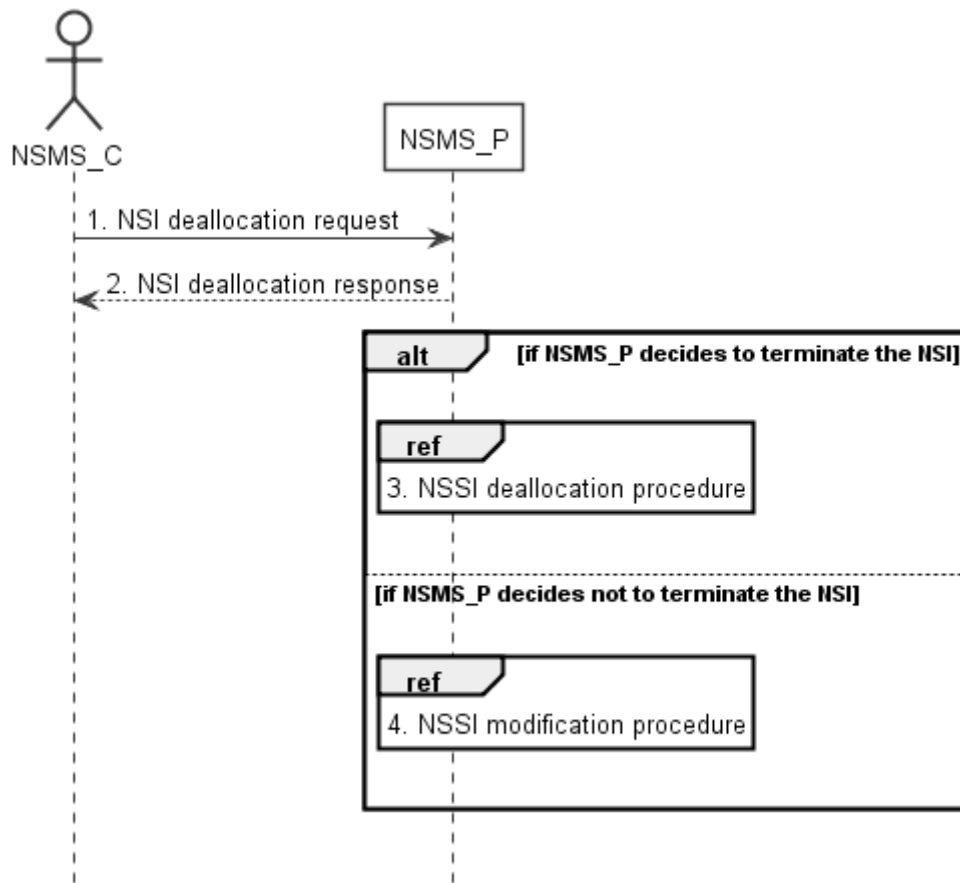 NSMS_C
NSMS_P
1. NSI deallocation request
2. NSI deallocation response
alt [if NSMS_P decides to terminate the NSI]
ref
3. NSSI deallocation procedure
[if NSMS_P decides not to terminate the NSI]
ref
4. NSSI modification procedure